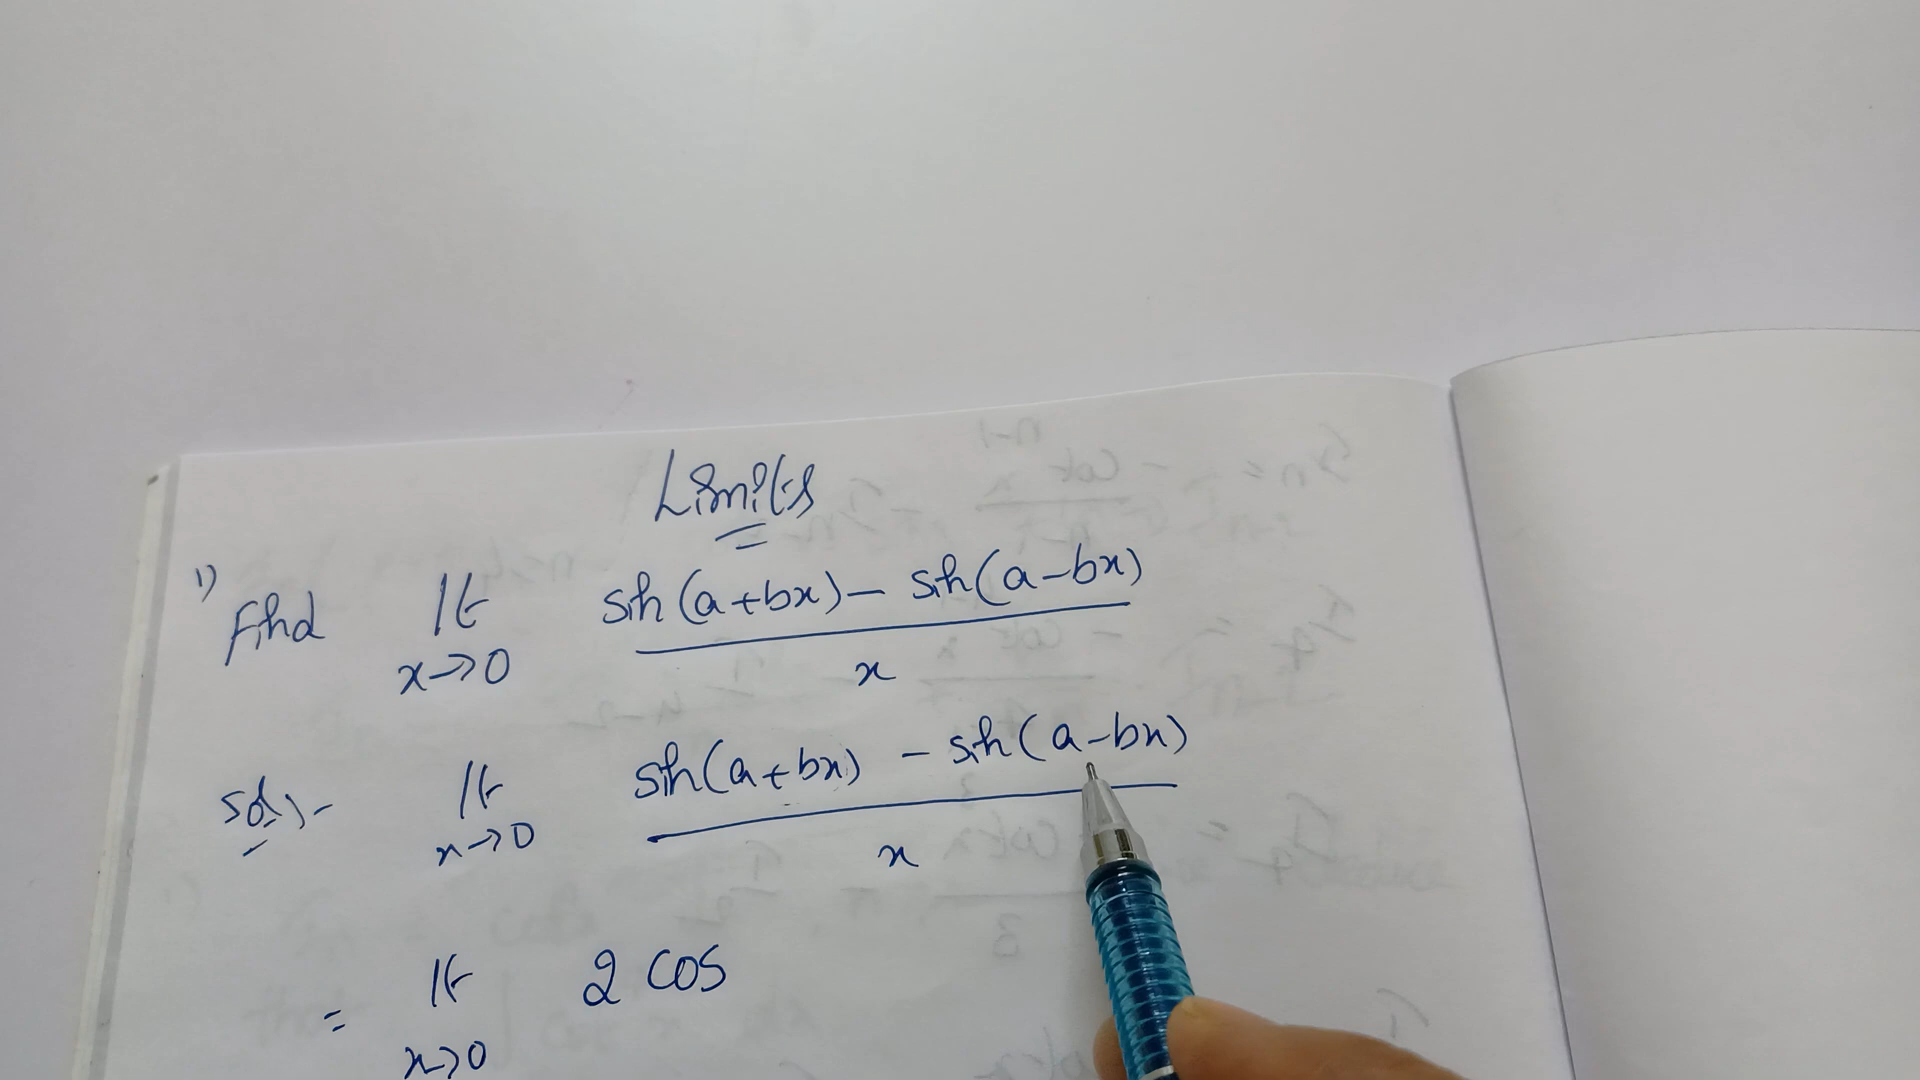 Limits
1) Find lt x→0 sin(a+bx) – sin(a–bx) / x
Sol:- lt x→0 sin(a+bx) – sin(a–bx) / x
= lt x→0 2 cos